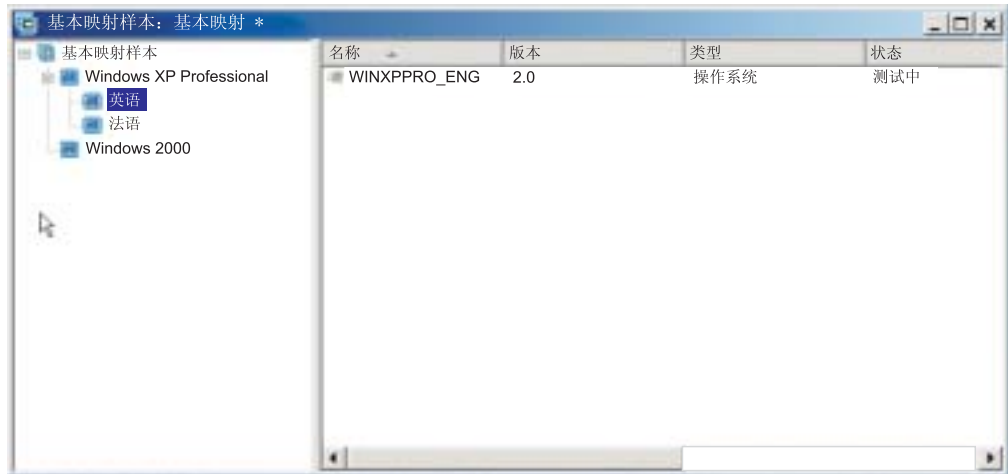 基本映射样本：基本映射 *
基本映射样本
Windows XP Professional
英语
法语
Windows 2000
名称 版本 类型 状态
WINXPPRO_ENG 2.0 操作系统 测试中